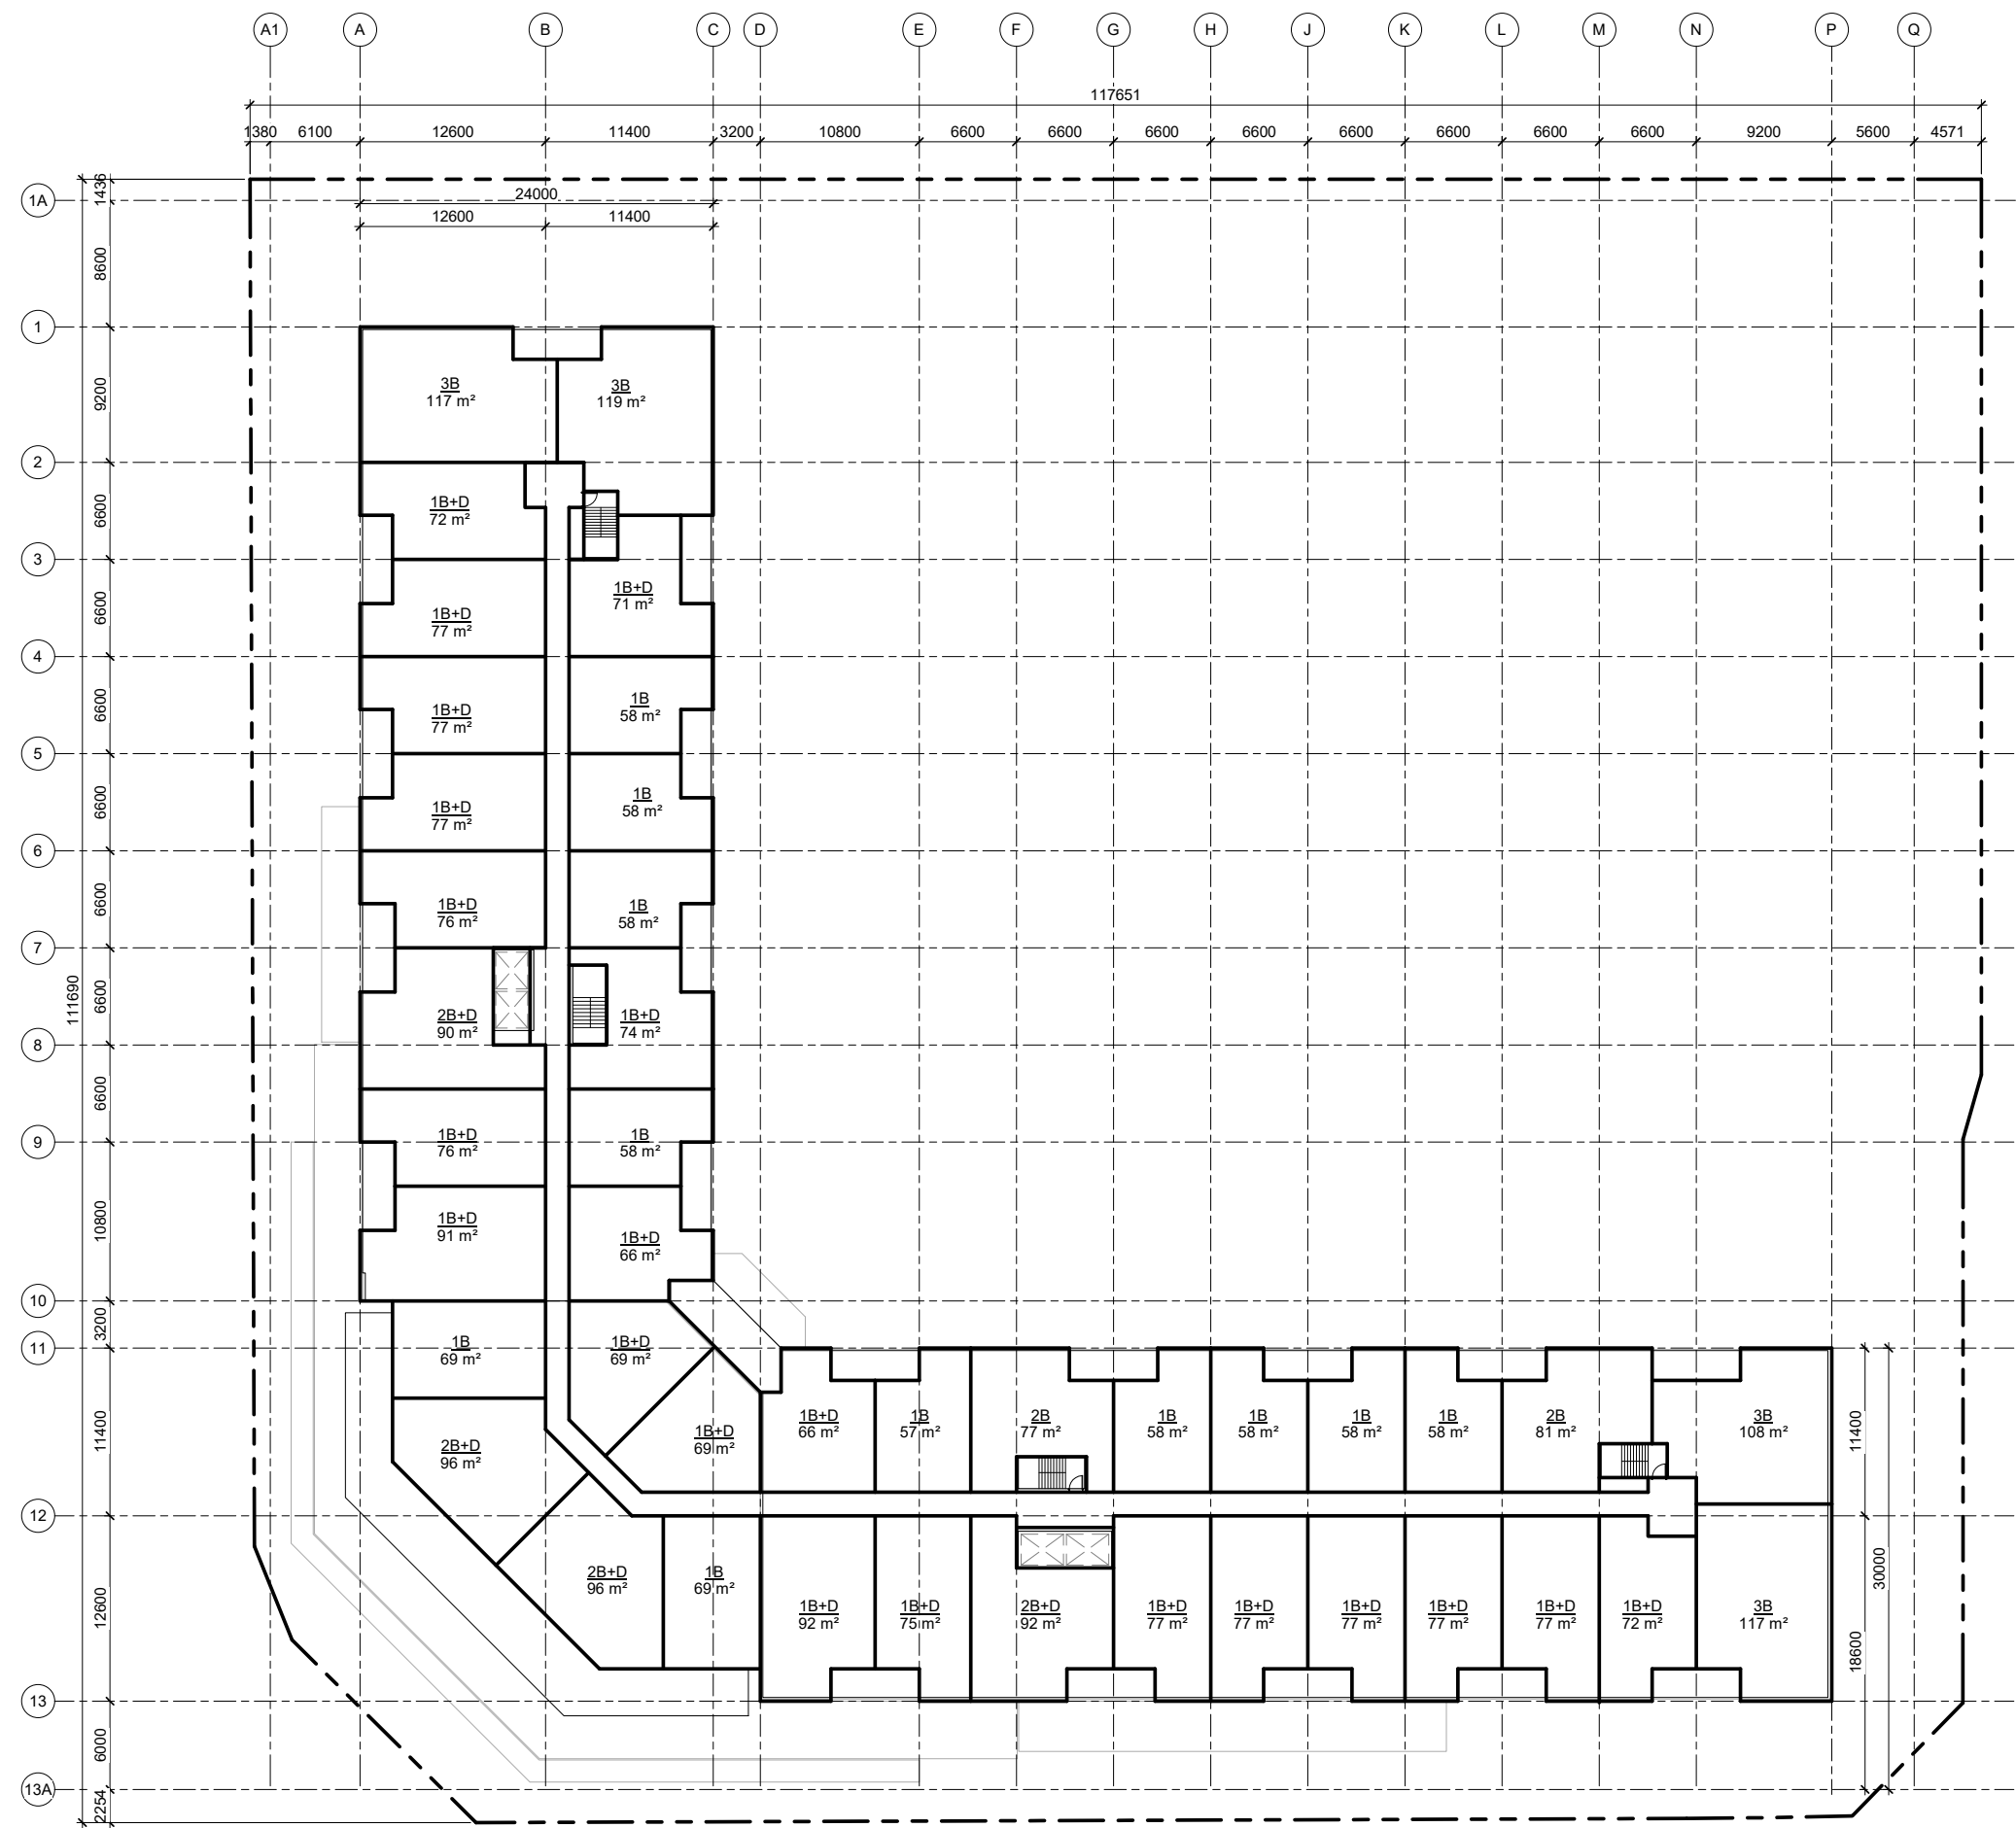 A1 A B C D E F G H J K L M N P Q
117651
1380 6100 12600 11400 3200 10800 6600 6600 6600 6600 6600 6600 6600 6600 9200 5600 4571
1436
1A
24000
12600 11400
8600
1
9200
3B
117 m²
3B
119 m²
2
6600
1B+D
72 m²
3
6600
1B+D
77 m²
1B+D
71 m²
4
6600
1B+D
77 m²
1B
58 m²
5
6600
1B+D
77 m²
1B
58 m²
6
6600
1B+D
76 m²
1B
58 m²
7
111690
6600
2B+D
90 m²
1B+D
74 m²
8
6600
9
1B+D
76 m²
1B
58 m²
10800
1B+D
91 m²
1B+D
66 m²
10
3200
11
1B
69 m²
1B+D
69 m²
11400
2B+D
96 m²
1B+D
69 m²
1B+D
66 m²
1B
57 m²
2B
77 m²
1B
58 m²
1B
58 m²
1B
58 m²
1B
58 m²
2B
81 m²
3B
108 m²
11400
12
30000
12600
2B+D
96 m²
1B
69 m²
1B+D
92 m²
1B+D
75 m²
2B+D
92 m²
1B+D
77 m²
1B+D
77 m²
1B+D
77 m²
1B+D
77 m²
1B+D
77 m²
1B+D
72 m²
3B
117 m²
18600
13
6000
13A
2254